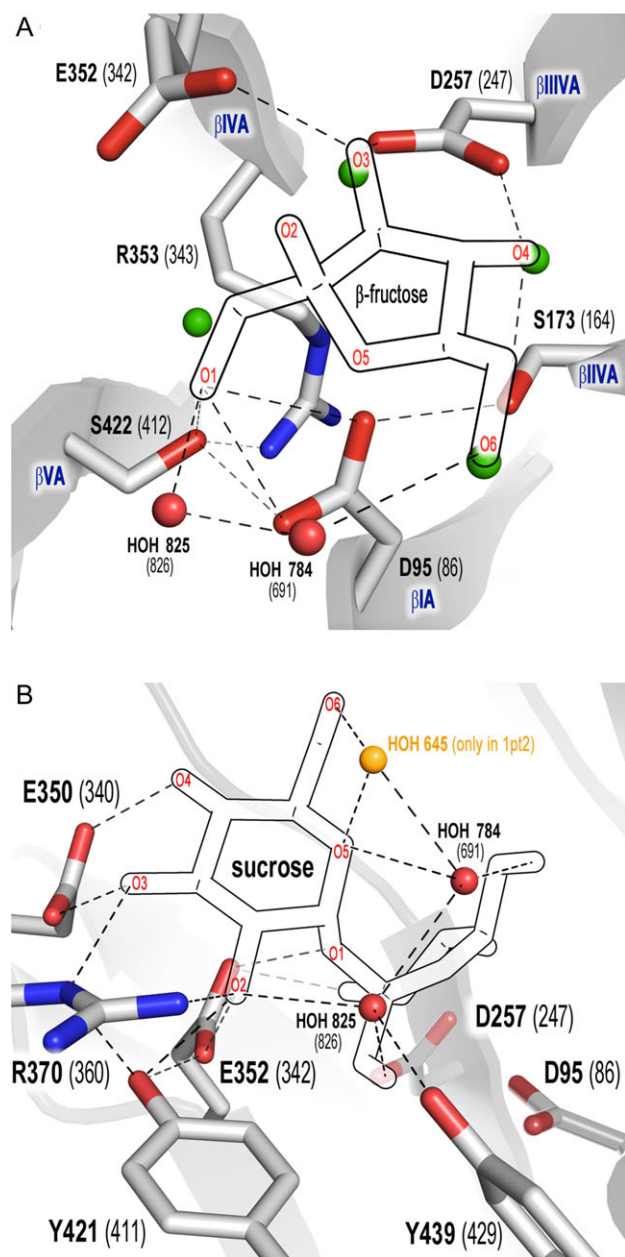 A
E352 (342)
D257 (247)
βIIIVA
βIVA
O3
O2
O4
R353 (343)
β-fructose
S173 (164)
O5
βIIVA
O1
S422 (412)
O6
βVA
HOH 825
(826)
HOH 784
(691)
D95 (86)
βIA
B
O6
HOH 645 (only in 1pt2)
E350 (340)
O4
HOH 784
(691)
sucrose
O5
O3
O1
O2
HOH 825
(826)
D257 (247)
R370 (360)
E352 (342)
D95 (86)
Y421 (411)
Y439 (429)